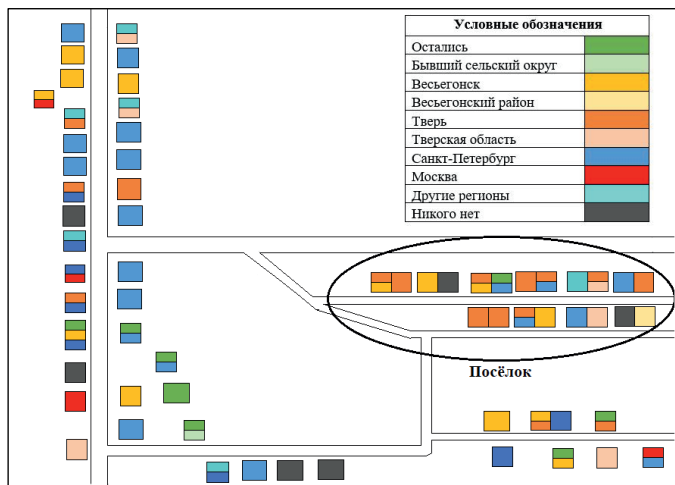 Условные обозначения
Остались
Бывший сельский округ
Весьегонск
Весьегонский район
Тверь
Тверская область
Санкт-Петербург
Москва
Другие регионы
Никого нет
Посёлок